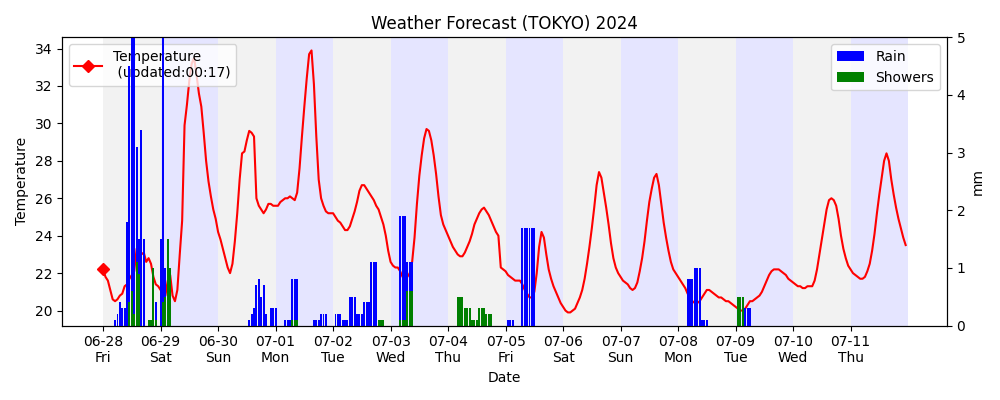 Weather Forecast (TOKYO) 2024
Temperature
(updated:00:17)
Rain
Showers
Temperature
34
32
30
28
26
24
22
20
5
4
3
2
1
0
mm
06-28 06-29 06-30 07-01 07-02 07-03 07-04 07-05 07-06 07-07 07-08 07-09 07-10 07-11
Fri Sat Sun Mon Tue Wed Thu Fri Sat Sun Mon Tue Wed Thu
Date